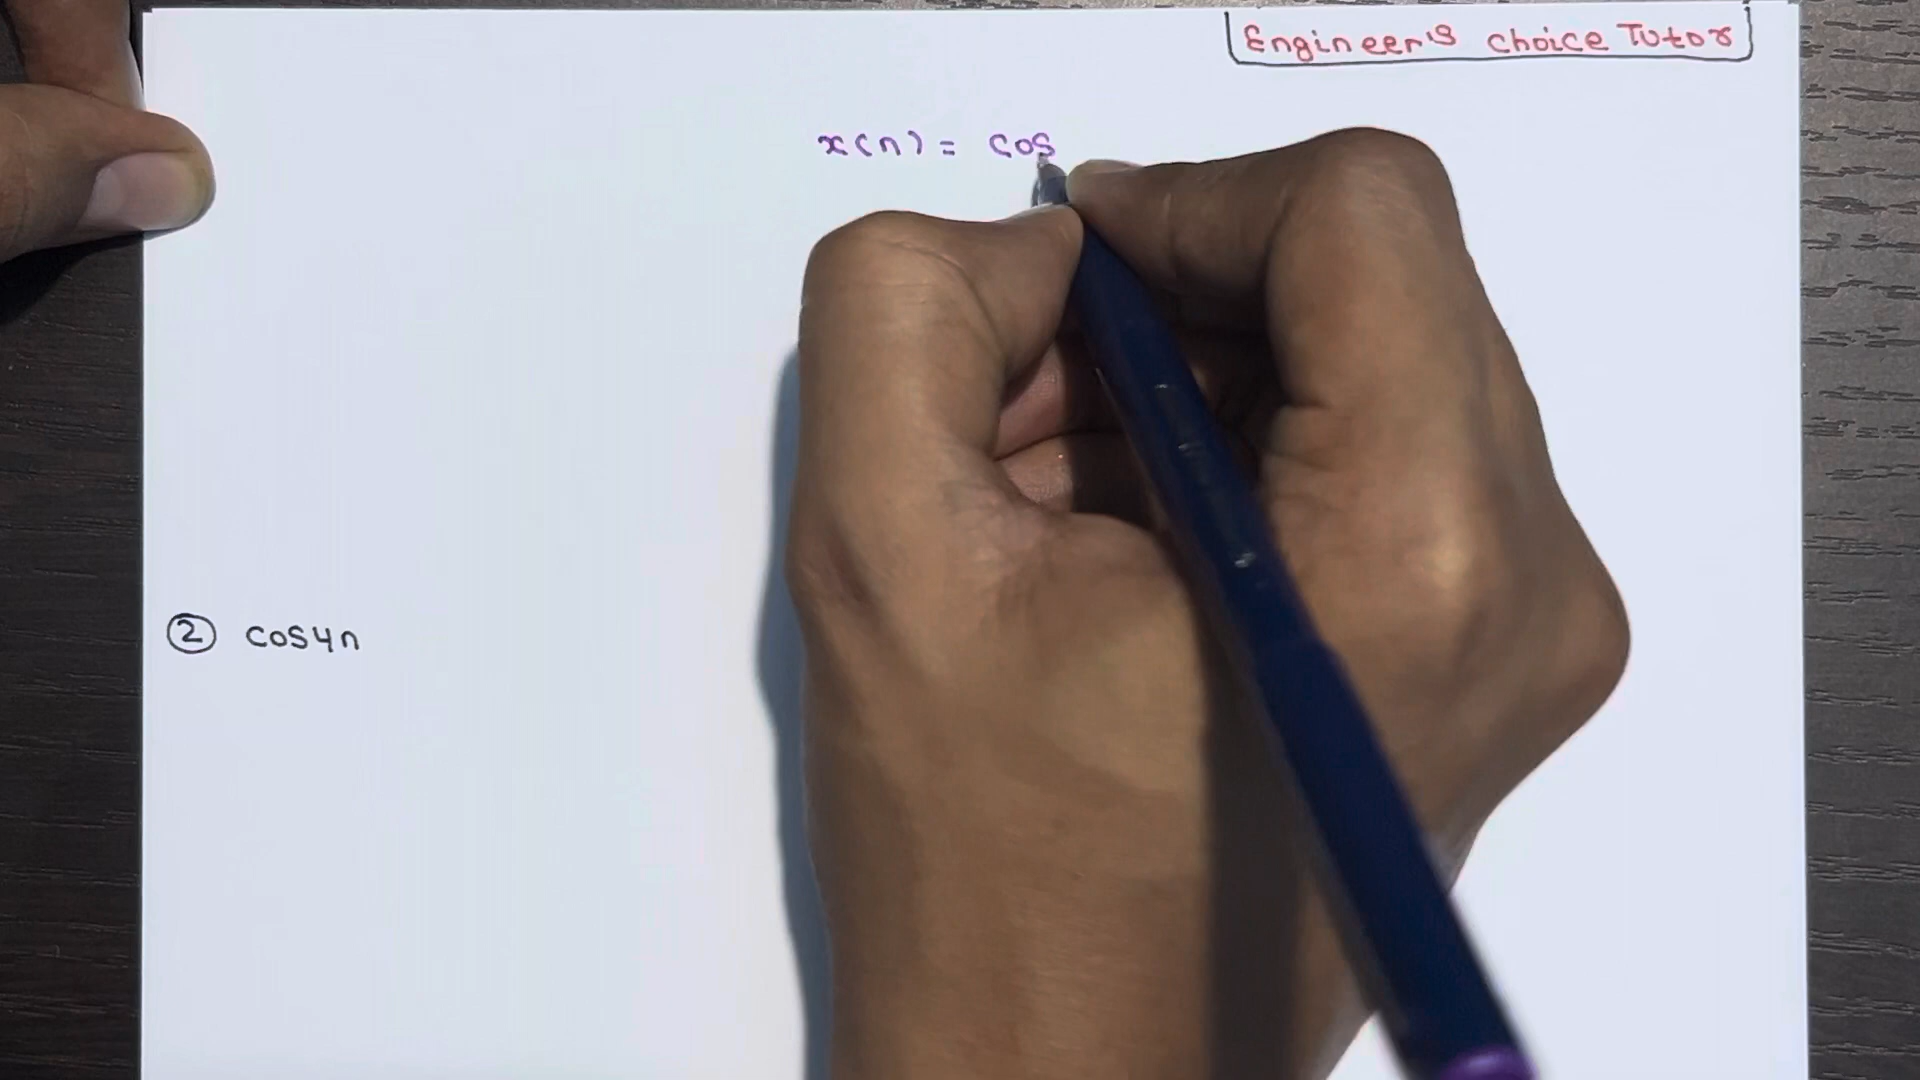 Engineer's choice Tutor
x(n) = cos
② cos4n